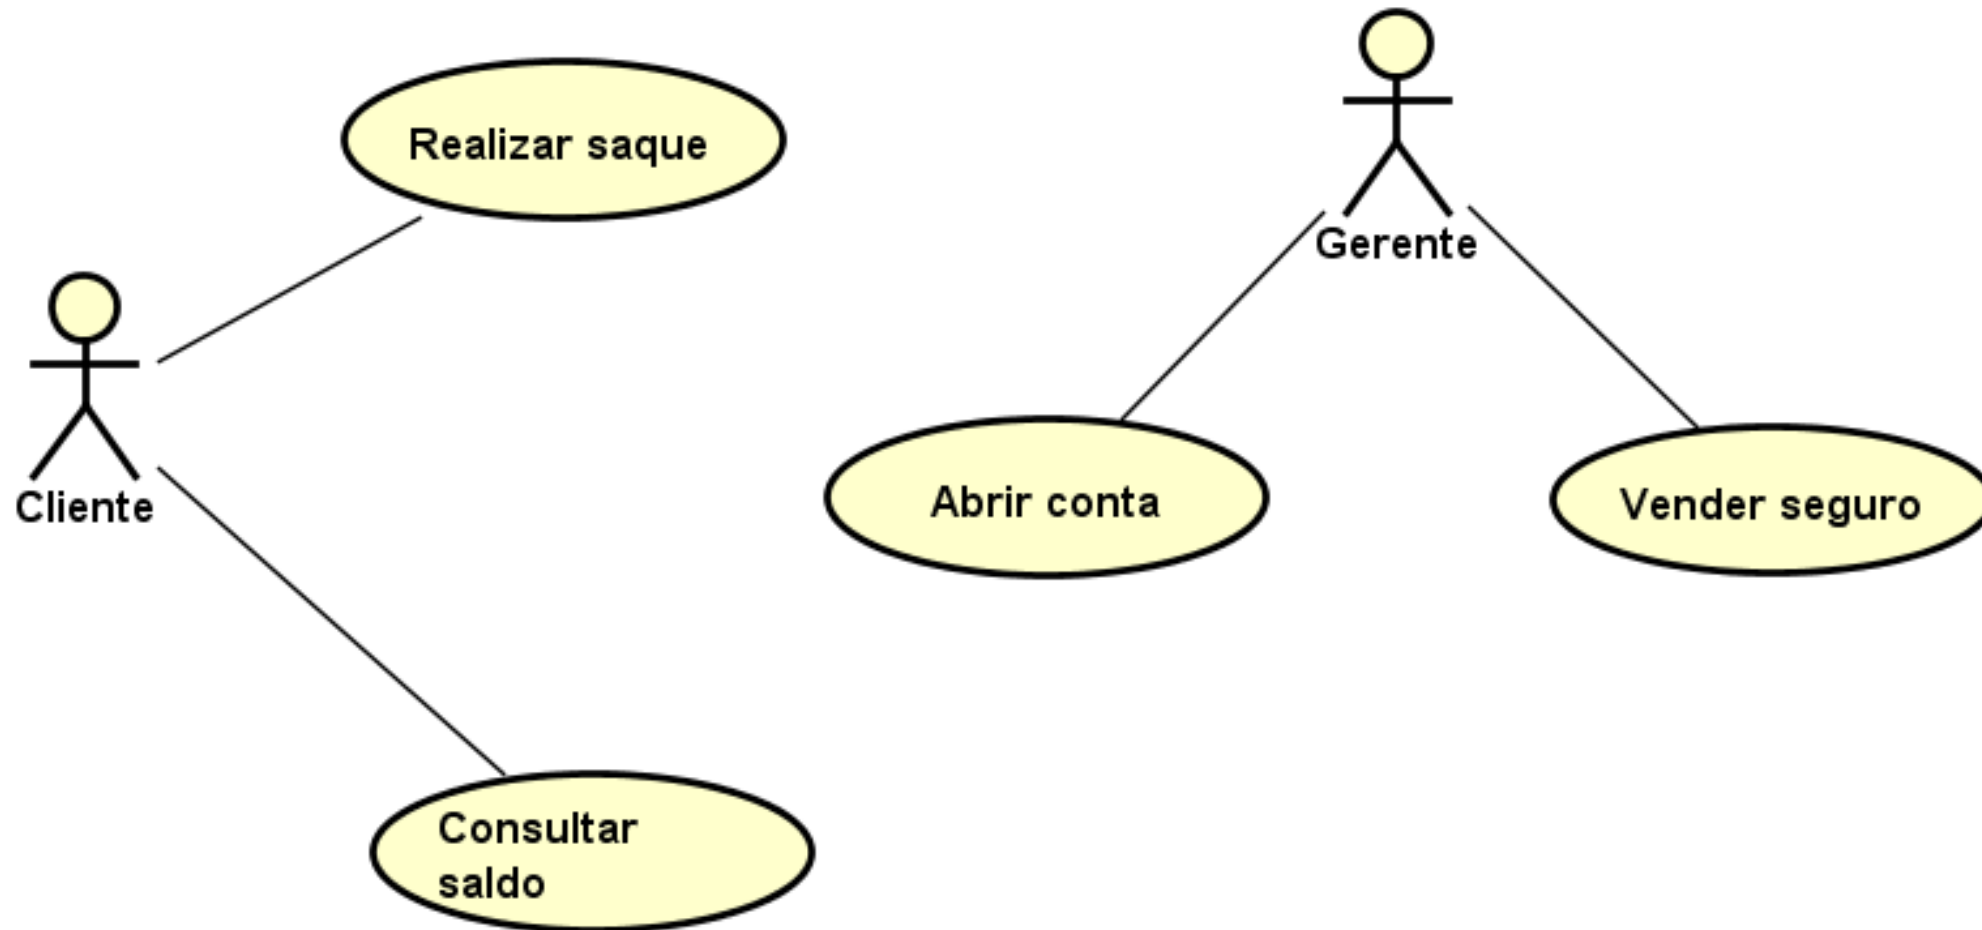 Realizar saque
Gerente
Cliente
Abrir conta
Vender seguro
Consultar
saldo